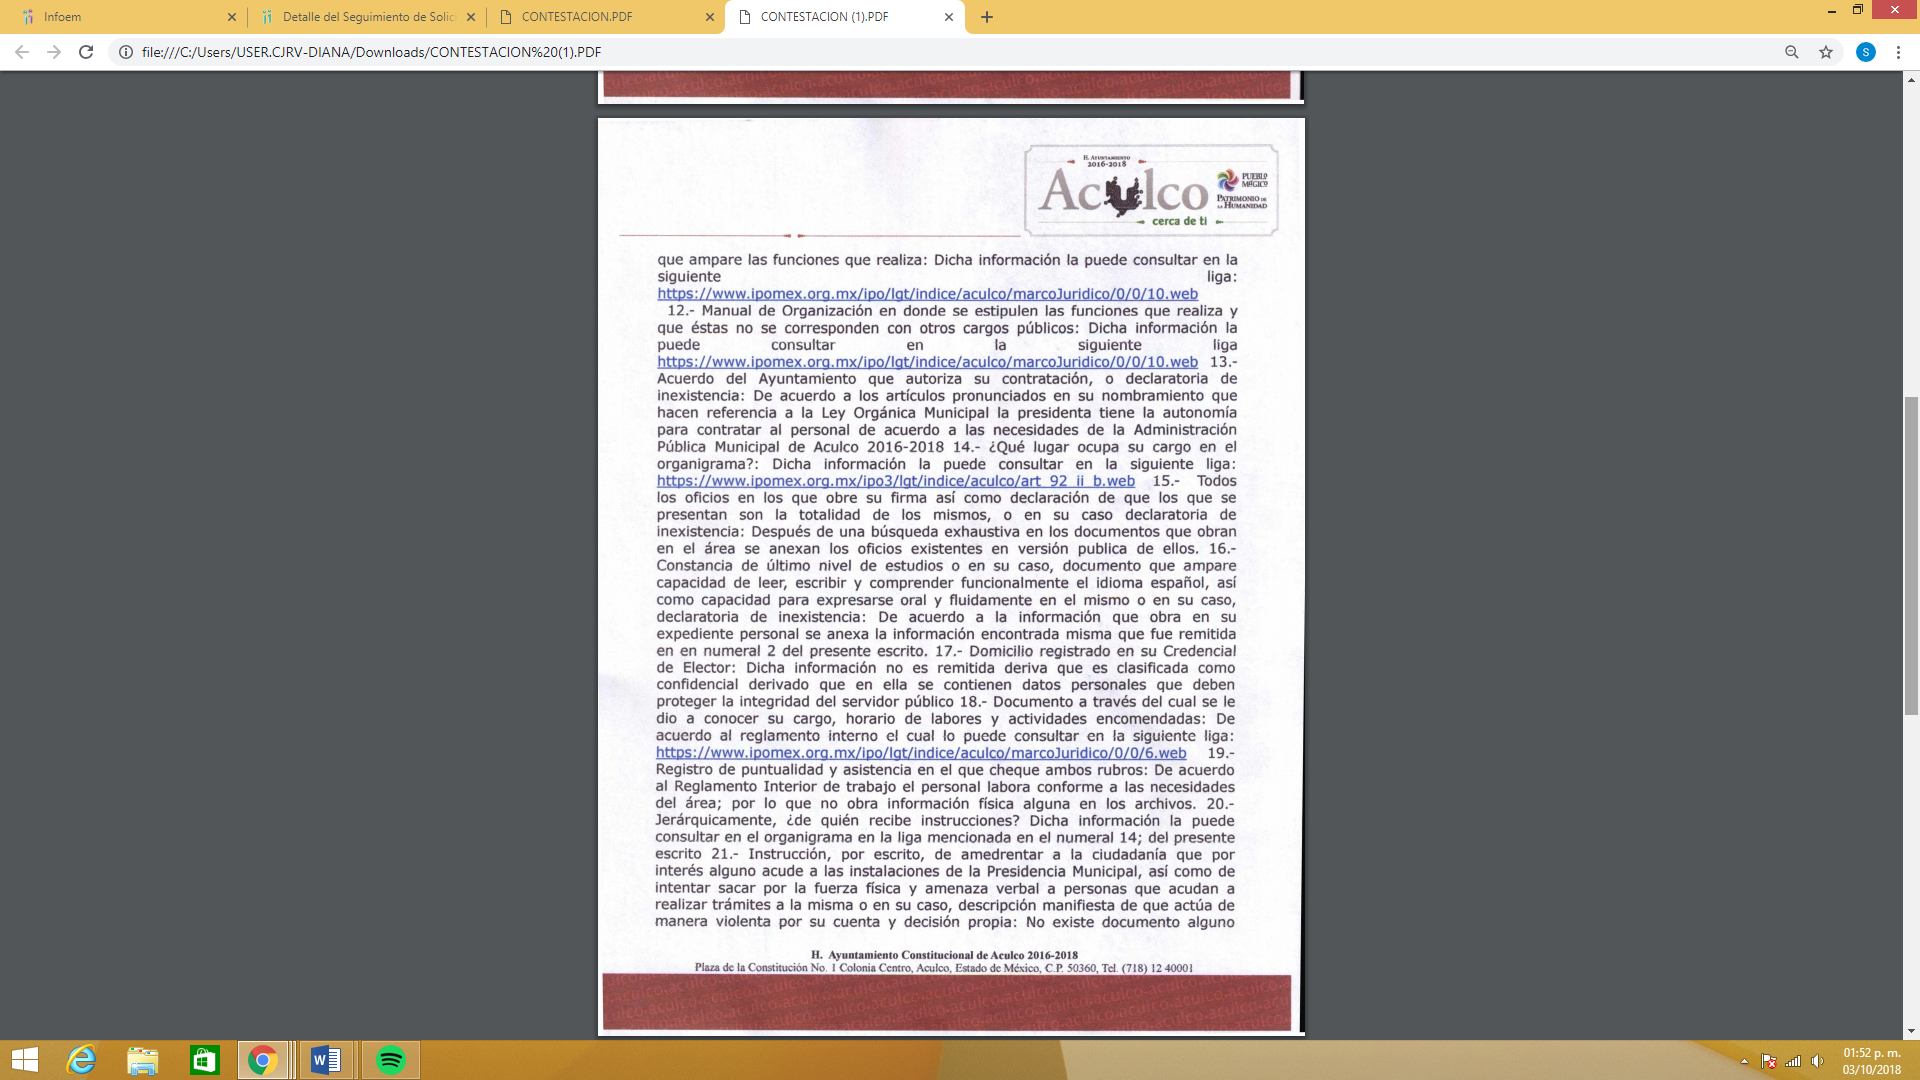 Infoem
Detalle del Seguimiento de Solic
CONTESTACION.PDF
CONTESTACION (1).PDF
file:///C:/Users/USER.CJRV-DIANA/Downloads/CONTESTACION%20(1).PDF
S
H. AYUNTAMIENTO
2016-2018
Aculco
PUEBLO
MÁGICO
PATRIMONIO DE
LA HUMANIDAD
cerca de ti
que ampare las funciones que realiza: Dicha información la puede consultar en la
siguiente liga:
https://www.ipomex.org.mx/ipo/lgt/indice/aculco/marcoJuridico/0/0/10.web
12.- Manual de Organización en donde se estipulen las funciones que realiza y
que éstas no se corresponden con otros cargos públicos: Dicha información la
puede consultar en la siguiente liga
https://www.ipomex.org.mx/ipo/lgt/indice/aculco/marcoJuridico/0/0/10.web 13.-
Acuerdo del Ayuntamiento que autoriza su contratación, o declaratoria de
inexistencia: De acuerdo a los artículos pronunciados en su nombramiento que
hacen referencia a la Ley Orgánica Municipal la presidenta tiene la autonomía
para contratar al personal de acuerdo a las necesidades de la Administración
Pública Municipal de Aculco 2016-2018 14.- ¿Qué lugar ocupa su cargo en el
organigrama?: Dicha información la puede consultar en la siguiente liga:
https://www.ipomex.org.mx/ipo3/lgt/indice/aculco/art_92_ii_b.web 15.- Todos
los oficios en los que obre su firma así como declaración de que los que se
presentan son la totalidad de los mismos, o en su caso declaratoria de
inexistencia: Después de una búsqueda exhaustiva en los documentos que obran
en el área se anexan los oficios existentes en versión publica de ellos. 16.-
Constancia de último nivel de estudios o en su caso, documento que ampare
capacidad de leer, escribir y comprender funcionalmente el idioma español, así
como capacidad para expresarse oral y fluidamente en el mismo o en su caso,
declaratoria de inexistencia: De acuerdo a la información que obra en su
expediente personal se anexa la información encontrada misma que fue remitida
en en numeral 2 del presente escrito. 17.- Domicilio registrado en su Credencial
de Elector: Dicha información no es remitida deriva que es clasificada como
confidencial derivado que en ella se contienen datos personales que deben
proteger la integridad del servidor público 18.- Documento a través del cual se le
dio a conocer su cargo, horario de labores y actividades encomendadas: De
acuerdo al reglamento interno el cual lo puede consultar en la siguiente liga:
https://www.ipomex.org.mx/ipo/lgt/indice/aculco/marcoJuridico/0/0/6.web 19.-
Registro de puntualidad y asistencia en el que cheque ambos rubros: De acuerdo
al Reglamento Interior de trabajo el personal labora conforme a las necesidades
del área; por lo que no obra información física alguna en los archivos. 20.-
Jerárquicamente, ¿de quién recibe instrucciones? Dicha información la puede
consultar en el organigrama en la liga mencionada en el numeral 14; del presente
escrito 21.- Instrucción, por escrito, de amedrentar a la ciudadanía que por
interés alguno acude a las instalaciones de la Presidencia Municipal, así como de
intentar sacar por la fuerza física y amenaza verbal a personas que acudan a
realizar trámites a la misma o en su caso, descripción manifiesta de que actúa de
manera violenta por su cuenta y decisión propia: No existe documento alguno
H. Ayuntamiento Constitucional de Aculco 2016-2018
Plaza de la Constitución No. 1 Colonia Centro, Aculco, Estado de México, C.P. 50360, Tel. (718) 12 40001
01:52 p. m.
03/10/2018